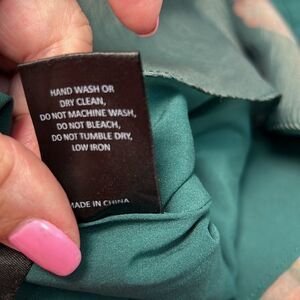 HAND WASH OR
DRY CLEAN,
DO NOT MACHINE WASH,
DO NOT BLEACH,
DO NOT TUMBLE DRY,
LOW IRON
MADE IN CHINA